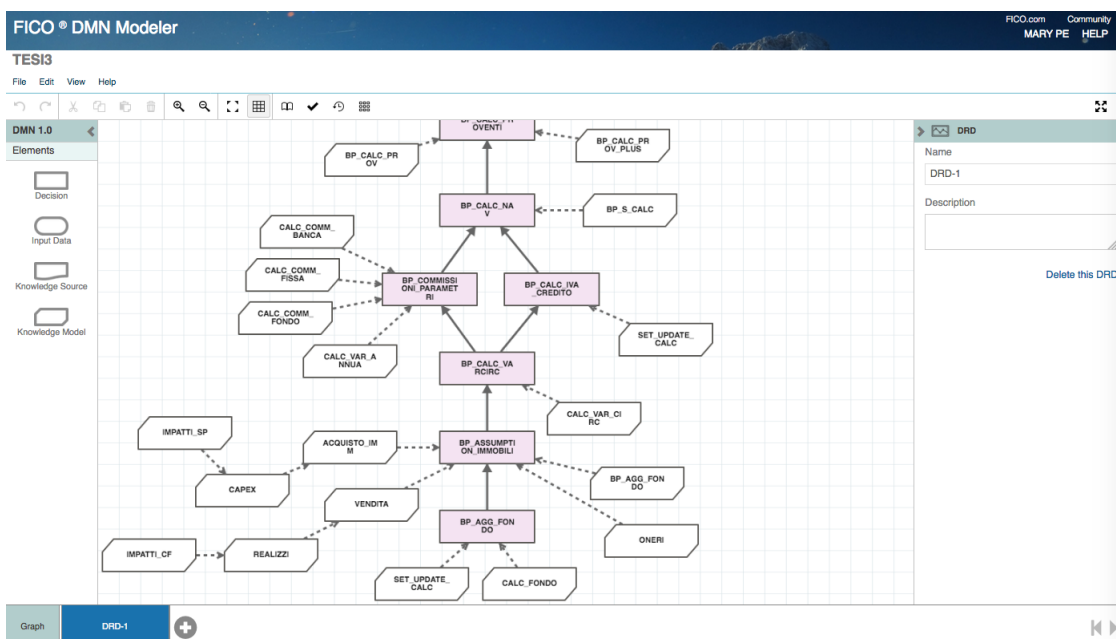 FICO ® DMN Modeler
FICO.com Community
MARY PE HELP
TESI3
File Edit View Help
DMN 1.0
Elements
Decision
Input Data
Knowledge Source
Knowledge Model
BP_CALC_PR
OVENTI
BP_CALC_PR
OV
BP_CALC_PR
OV_PLUS
BP_CALC_NA
V
BP_S_CALC
CALC_COMM_
BANCA
CALC_COMM_
FISSA
CALC_COMM_
FONDO
BP_COMMISSI
ONI_PARAMET
RI
BP_CALC_IVA
_CREDITO
CALC_VAR_A
NNUA
SET_UPDATE_
CALC
BP_CALC_VA
RCIRC
CALC_VAR_CI
RC
IMPATTI_SP
ACQUISTO_IM
M
BP_ASSUMPTI
ON_IMMOBILI
CAPEX
BP_AGG_FON
DO
VENDITA
BP_AGG_FON
DO
ONERI
IMPATTI_CF
REALIZZI
SET_UPDATE_
CALC
CALC_FONDO
DRD
Name
DRD-1
Description
Delete this DRD
Graph
DRD-1